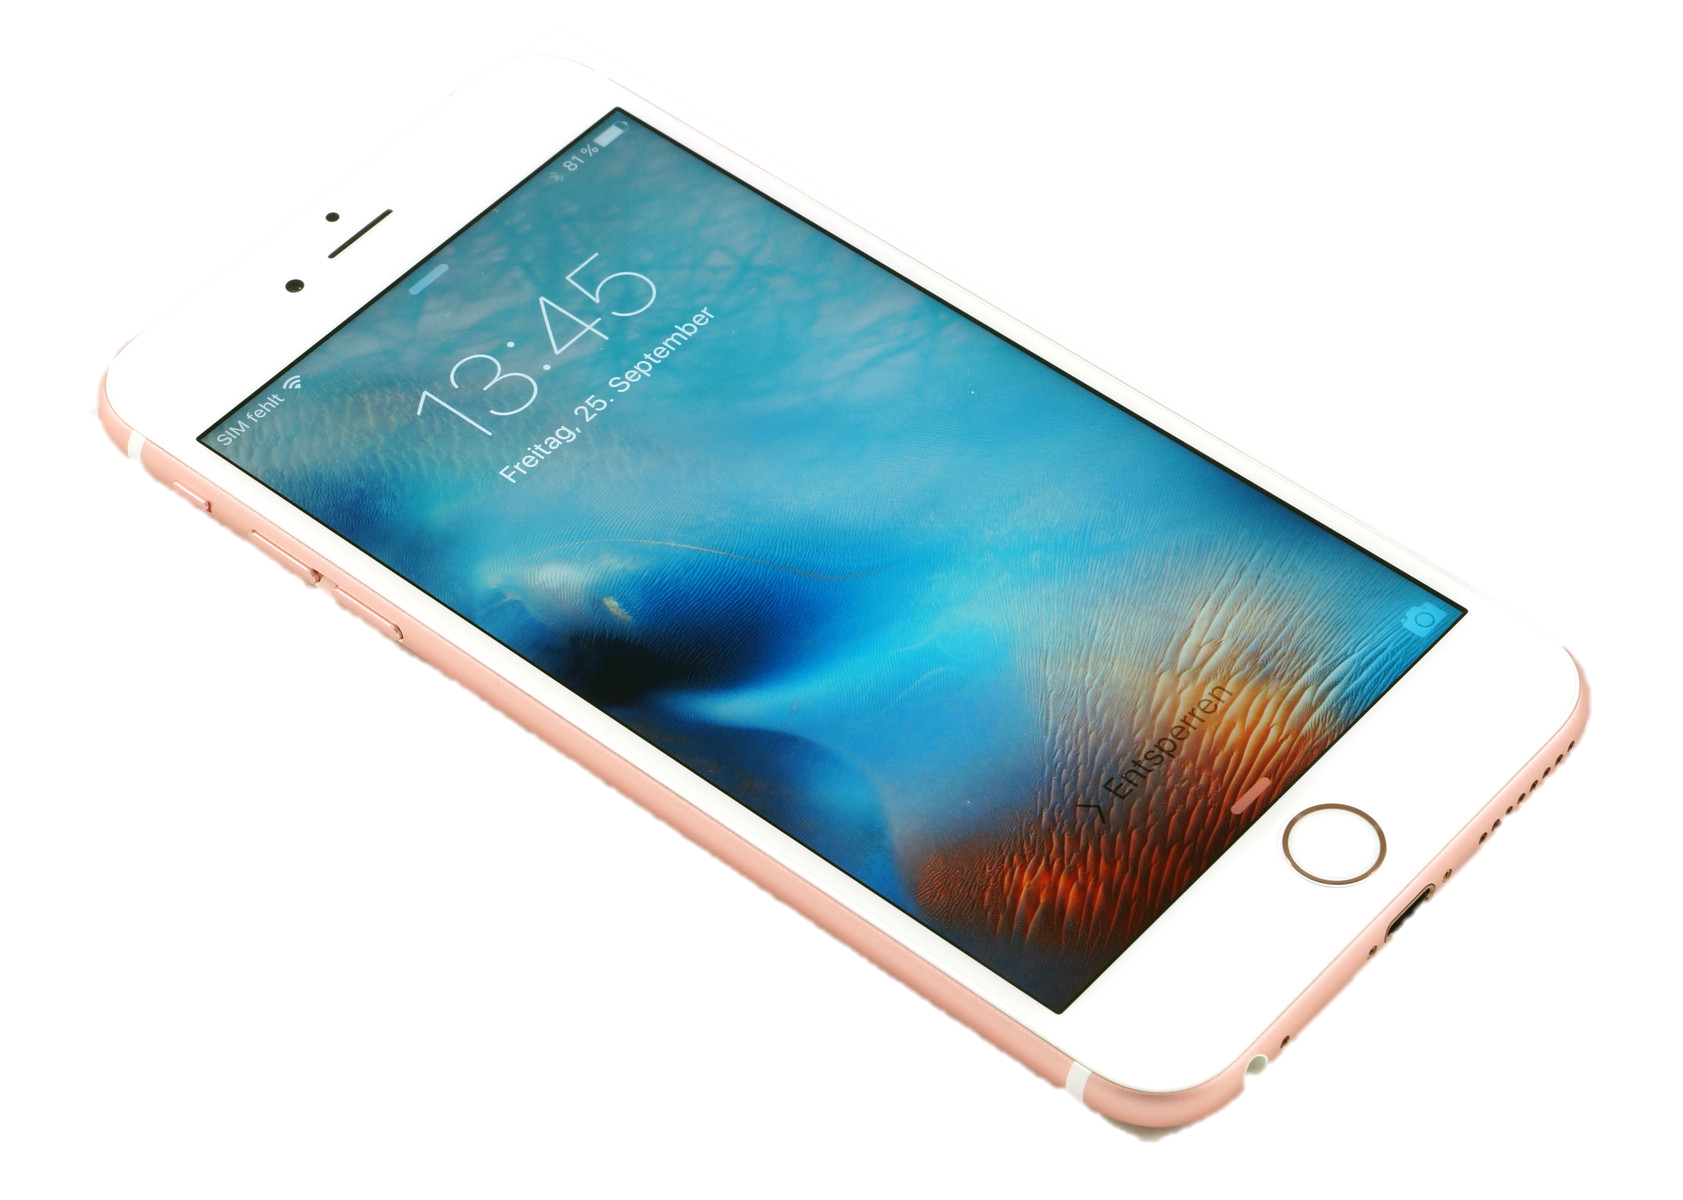 SIM fehlt 81 %
13:45
Freitag, 25. September
Entsperren